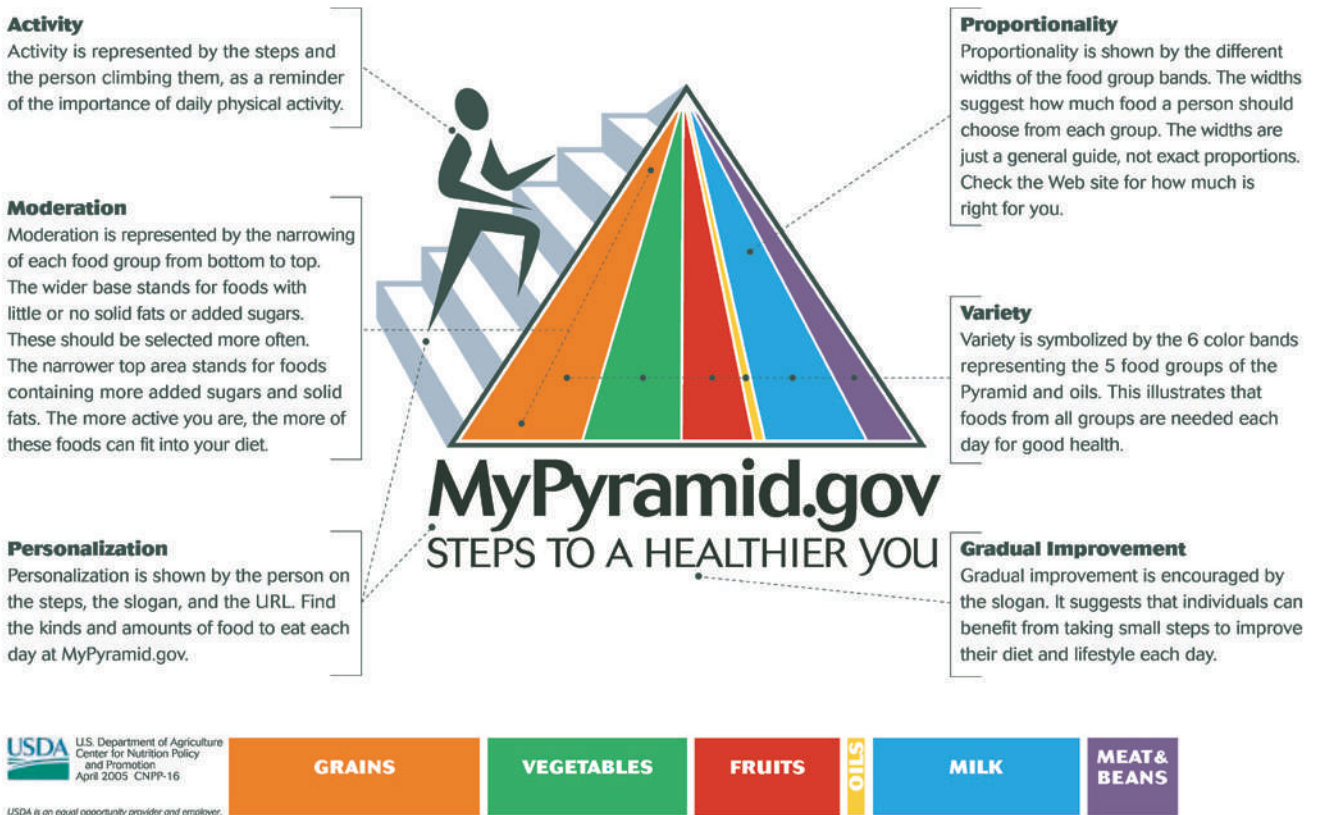 Activity
Activity is represented by the steps and
the person climbing them, as a reminder
of the importance of daily physical activity.
Moderation
Moderation is represented by the narrowing
of each food group from bottom to top.
The wider base stands for foods with
little or no solid fats or added sugars.
These should be selected more often.
The narrower top area stands for foods
containing more added sugars and solid
fats. The more active you are, the more of
these foods can fit into your diet.
Personalization
Personalization is shown by the person on
the steps, the slogan, and the URL. Find
the kinds and amounts of food to eat each
day at MyPyramid.gov.
MyPyramid.gov
STEPS TO A HEALTHIER YOU
Proportionality
Proportionality is shown by the different
widths of the food group bands. The widths
suggest how much food a person should
choose from each group. The widths are
just a general guide, not exact proportions.
Check the Web site for how much is
right for you.
Variety
Variety is symbolized by the 6 color bands
representing the 5 food groups of the
Pyramid and oils. This illustrates that
foods from all groups are needed each
day for good health.
Gradual Improvement
Gradual improvement is encouraged by
the slogan. It suggests that individuals can
benefit from taking small steps to improve
their diet and lifestyle each day.
USDA
U.S. Department of Agriculture
Center for Nutrition Policy
and Promotion
April 2005 CNPP-16
USDA is an equal opportunity provider and employer.
GRAINS
VEGETABLES
FRUITS
OILS
MILK
MEAT&
BEANS